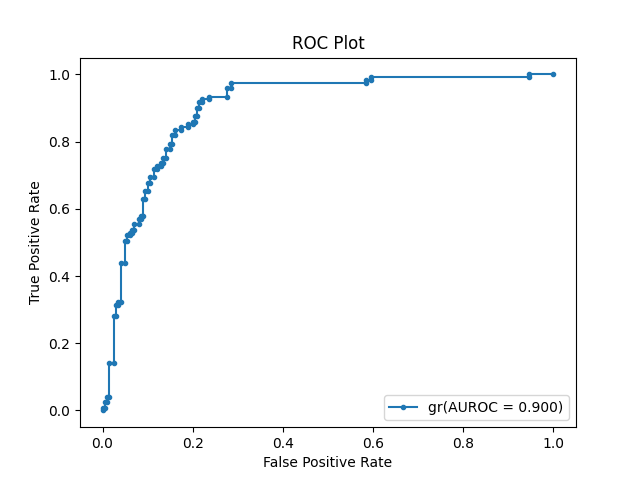 ROC Plot
True Positive Rate
1.0
0.8
0.6
0.4
0.2
0.0
gr(AUROC = 0.900)
0.0 0.2 0.4 0.6 0.8 1.0
False Positive Rate